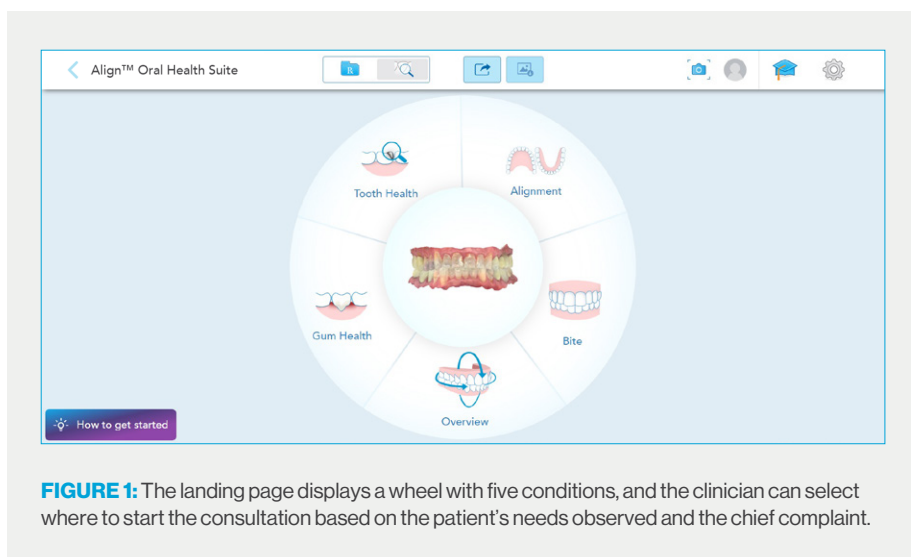 Align™ Oral Health Suite
R
Tooth Health
Alignment
Gum Health
Bite
Overview
How to get started
FIGURE 1: The landing page displays a wheel with five conditions, and the clinician can select
where to start the consultation based on the patient’s needs observed and the chief complaint.